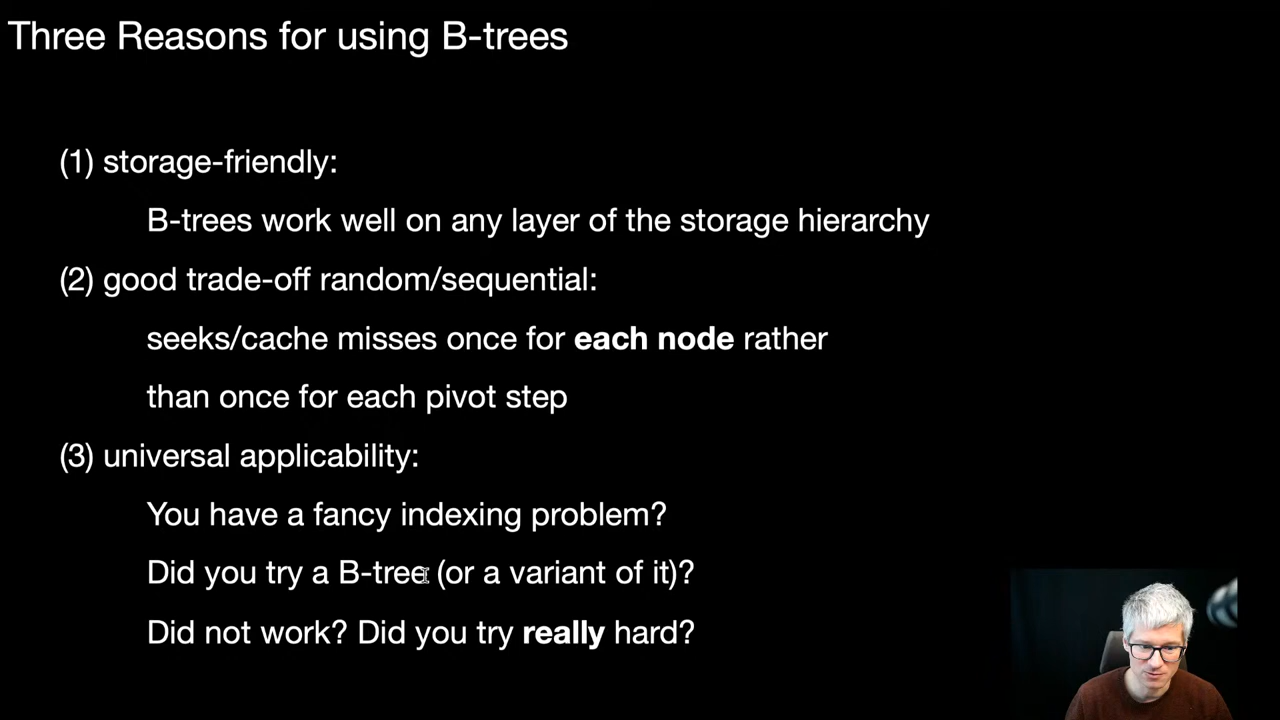 Three Reasons for using B-trees
(1) storage-friendly:
B-trees work well on any layer of the storage hierarchy
(2) good trade-off random/sequential:
seeks/cache misses once for each node rather
than once for each pivot step
(3) universal applicability:
You have a fancy indexing problem?
Did you try a B-tree (or a variant of it)?
Did not work? Did you try really hard?